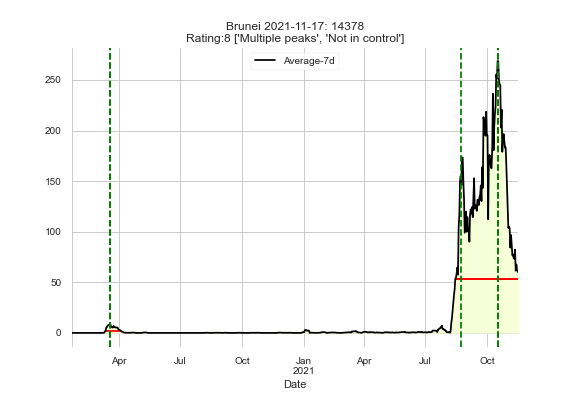 Brunei 2021-11-17: 14378
Rating:8 ['Multiple peaks', 'Not in control']
Average-7d
250
200
150
100
50
0
Apr Jul Oct Jan Apr Jul Oct
2021
Date